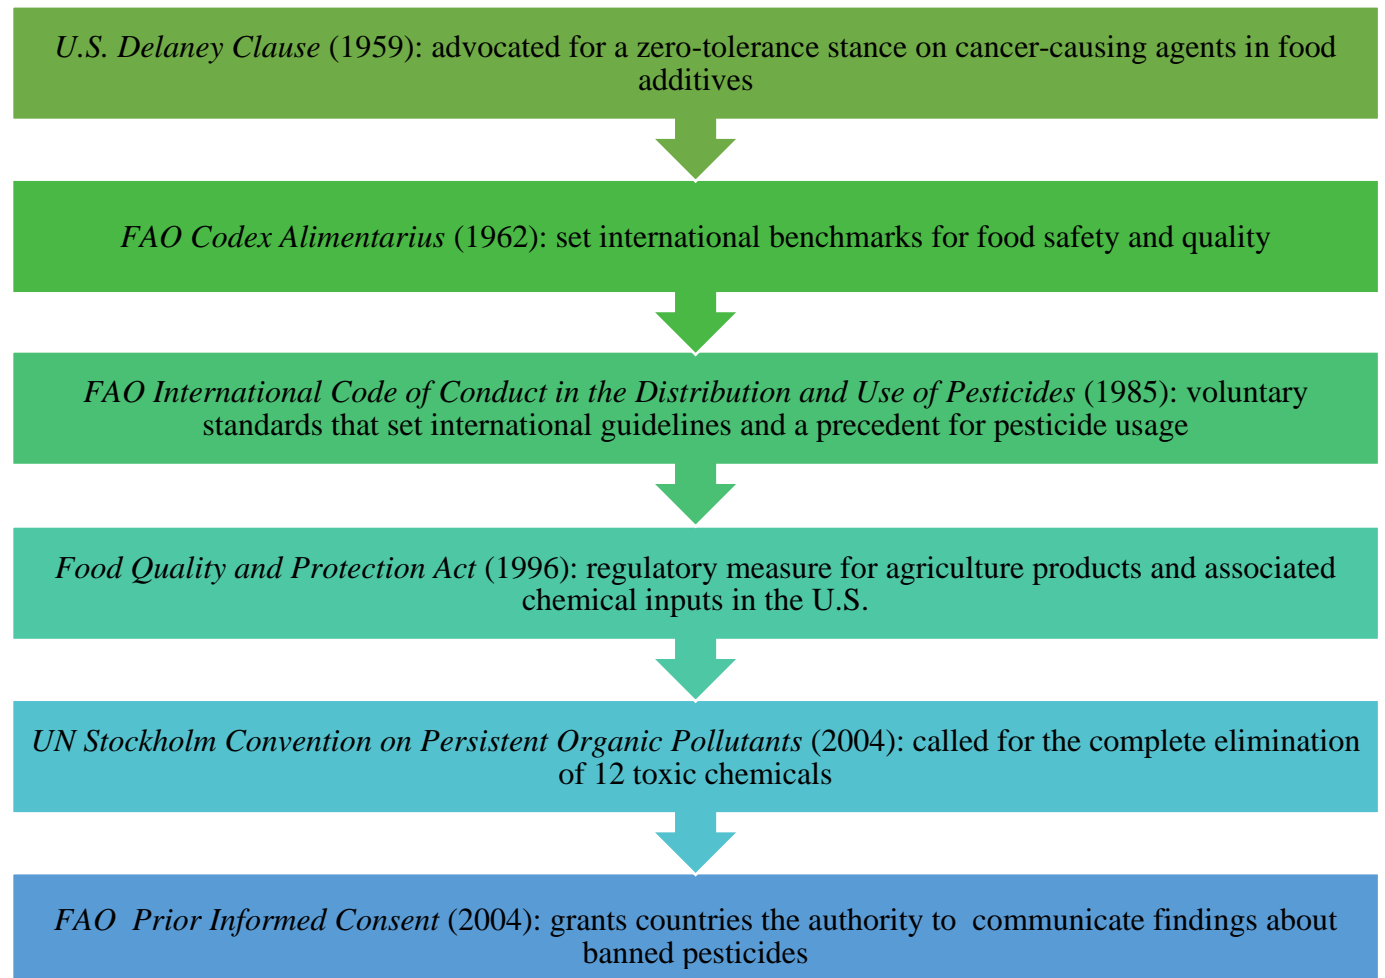 U.S. Delaney Clause (1959): advocated for a zero-tolerance stance on cancer-causing agents in food
additives
FAO Codex Alimentarius (1962): set international benchmarks for food safety and quality
FAO International Code of Conduct in the Distribution and Use of Pesticides (1985): voluntary
standards that set international guidelines and a precedent for pesticide usage
Food Quality and Protection Act (1996): regulatory measure for agriculture products and associated
chemical inputs in the U.S.
UN Stockholm Convention on Persistent Organic Pollutants (2004): called for the complete elimination
of 12 toxic chemicals
FAO  Prior Informed Consent (2004): grants countries the authority to  communicate findings about
banned pesticides